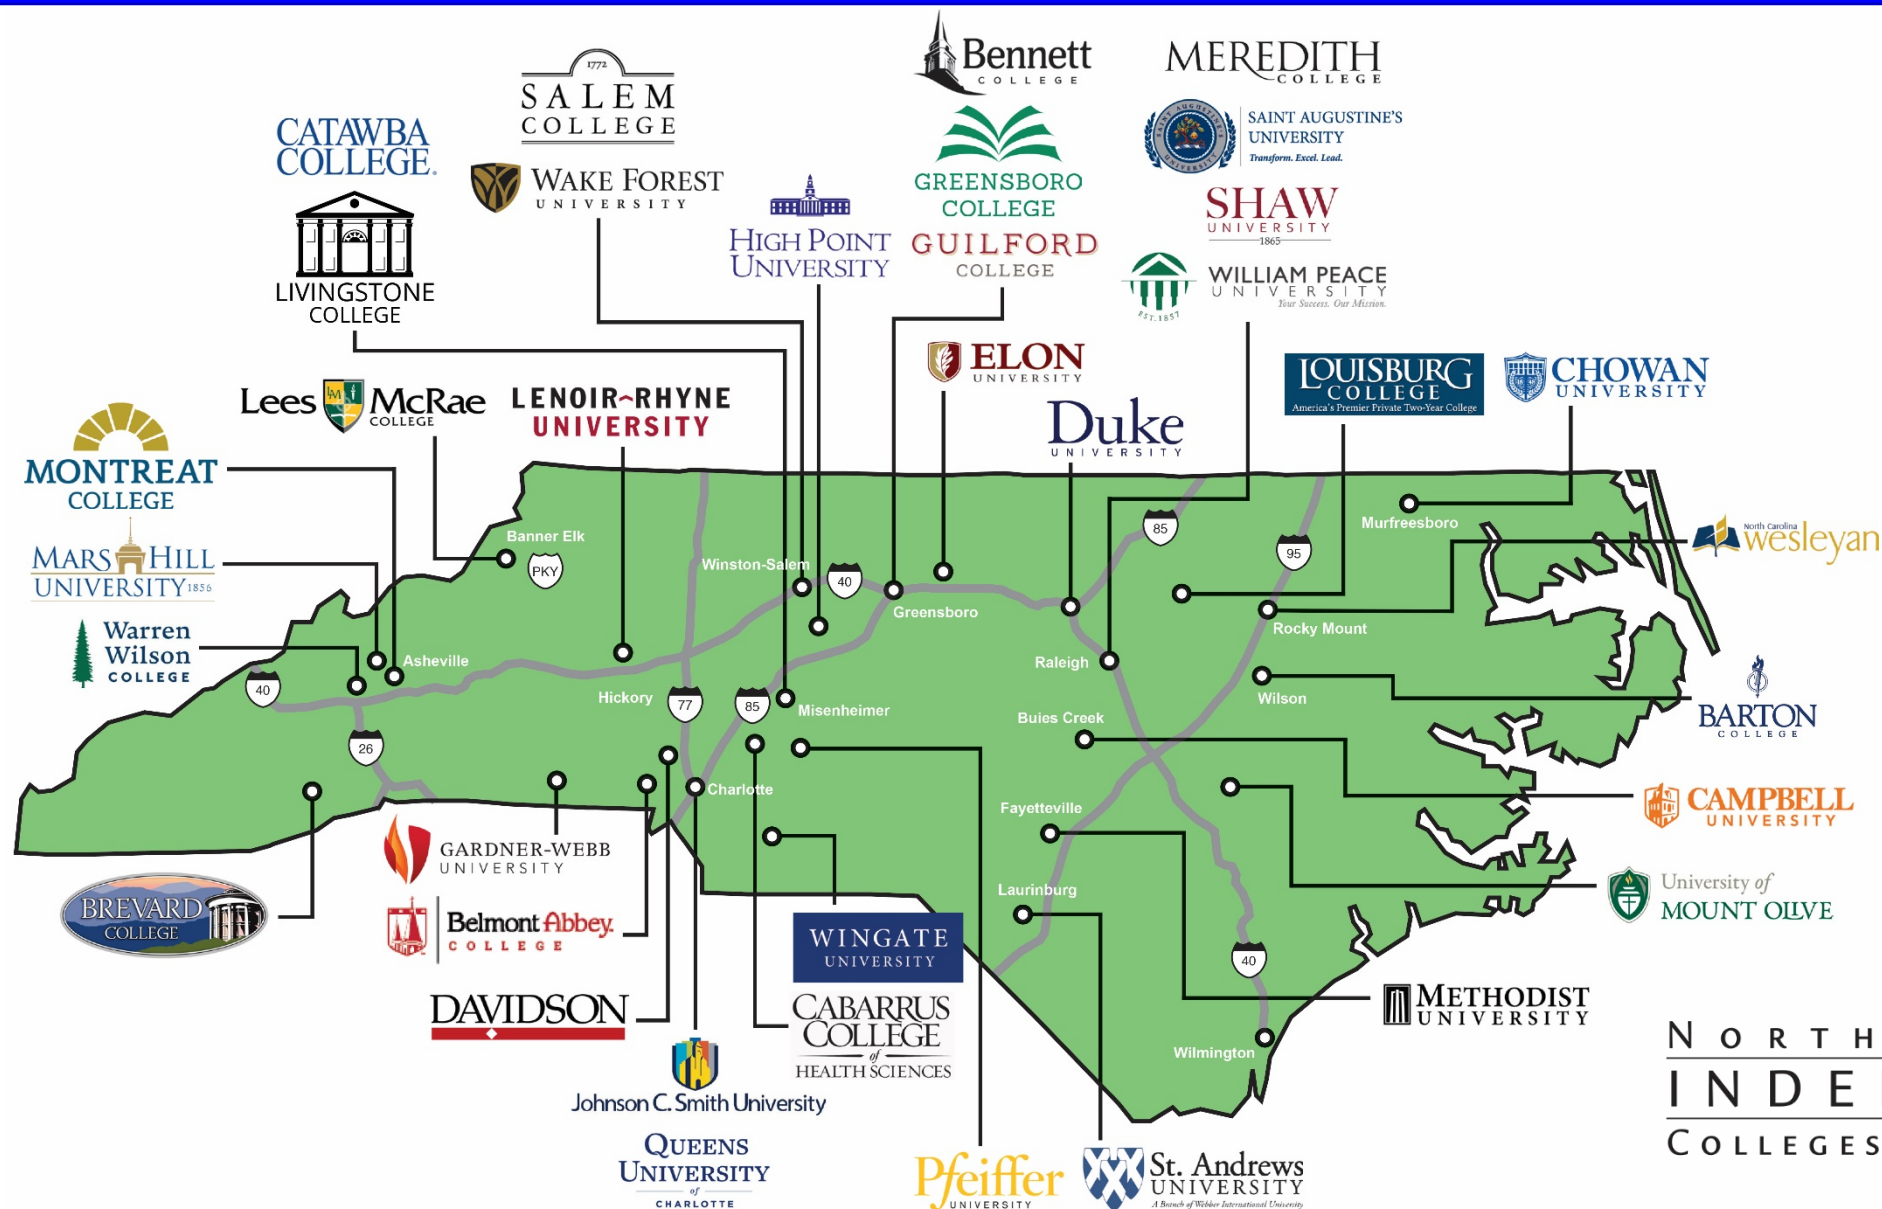 Bennett
COLLEGE
MEREDITH
COLLEGE
1772
SALEM
COLLEGE
CATAWBA
COLLEGE.
GREENSBORO
COLLEGE
SAINT AUGUSTINE'S
UNIVERSITY
Transform. Excel. Lead.
SAINT AUGUSTINE'S
UNIVERSITY
WAKE FOREST
UNIVERSITY
SHAW
UNIVERSITY
1865
HIGH POINT
UNIVERSITY
GUILFORD
COLLEGE
LIVINGSTONE
COLLEGE
WILLIAM PEACE
UNIVERSITY
Your Success. Our Mission.
EST. 1857
ELON
UNIVERSITY
LOUISBURG
COLLEGE
America's Premier Private Two-Year College
CHOWAN
UNIVERSITY
Lees LM McRae
COLLEGE
LENOIR-RHYNE
UNIVERSITY
Duke
UNIVERSITY
MONTREAT
COLLEGE
MARS HILL
UNIVERSITY 1856
Warren
Wilson
COLLEGE
North Carolina
wesleyan
BARTON
COLLEGE
CAMPBELL
UNIVERSITY
University of
MOUNT OLIVE
METHODIST
UNIVERSITY
Banner Elk
PKY
Winston-Salem
40
Greensboro
85
95
Murfreesboro
Rocky Mount
Asheville
40
26
Hickory
77
85
Misenheimer
Raleigh
Wilson
Buies Creek
Charlotte
Fayetteville
Laurinburg
40
Wilmington
BREVARD
COLLEGE
GARDNER-WEBB
UNIVERSITY
Belmont Abbey
COLLEGE
DAVIDSON
WINGATE
UNIVERSITY
CABARRUS
COLLEGE
of
HEALTH SCIENCES
Johnson C. Smith University
QUEENS
UNIVERSITY
of
CHARLOTTE
Pfeiffer
UNIVERSITY
St. Andrews
UNIVERSITY
A Branch of Webber International University
NORTH
INDE
COLLEGES